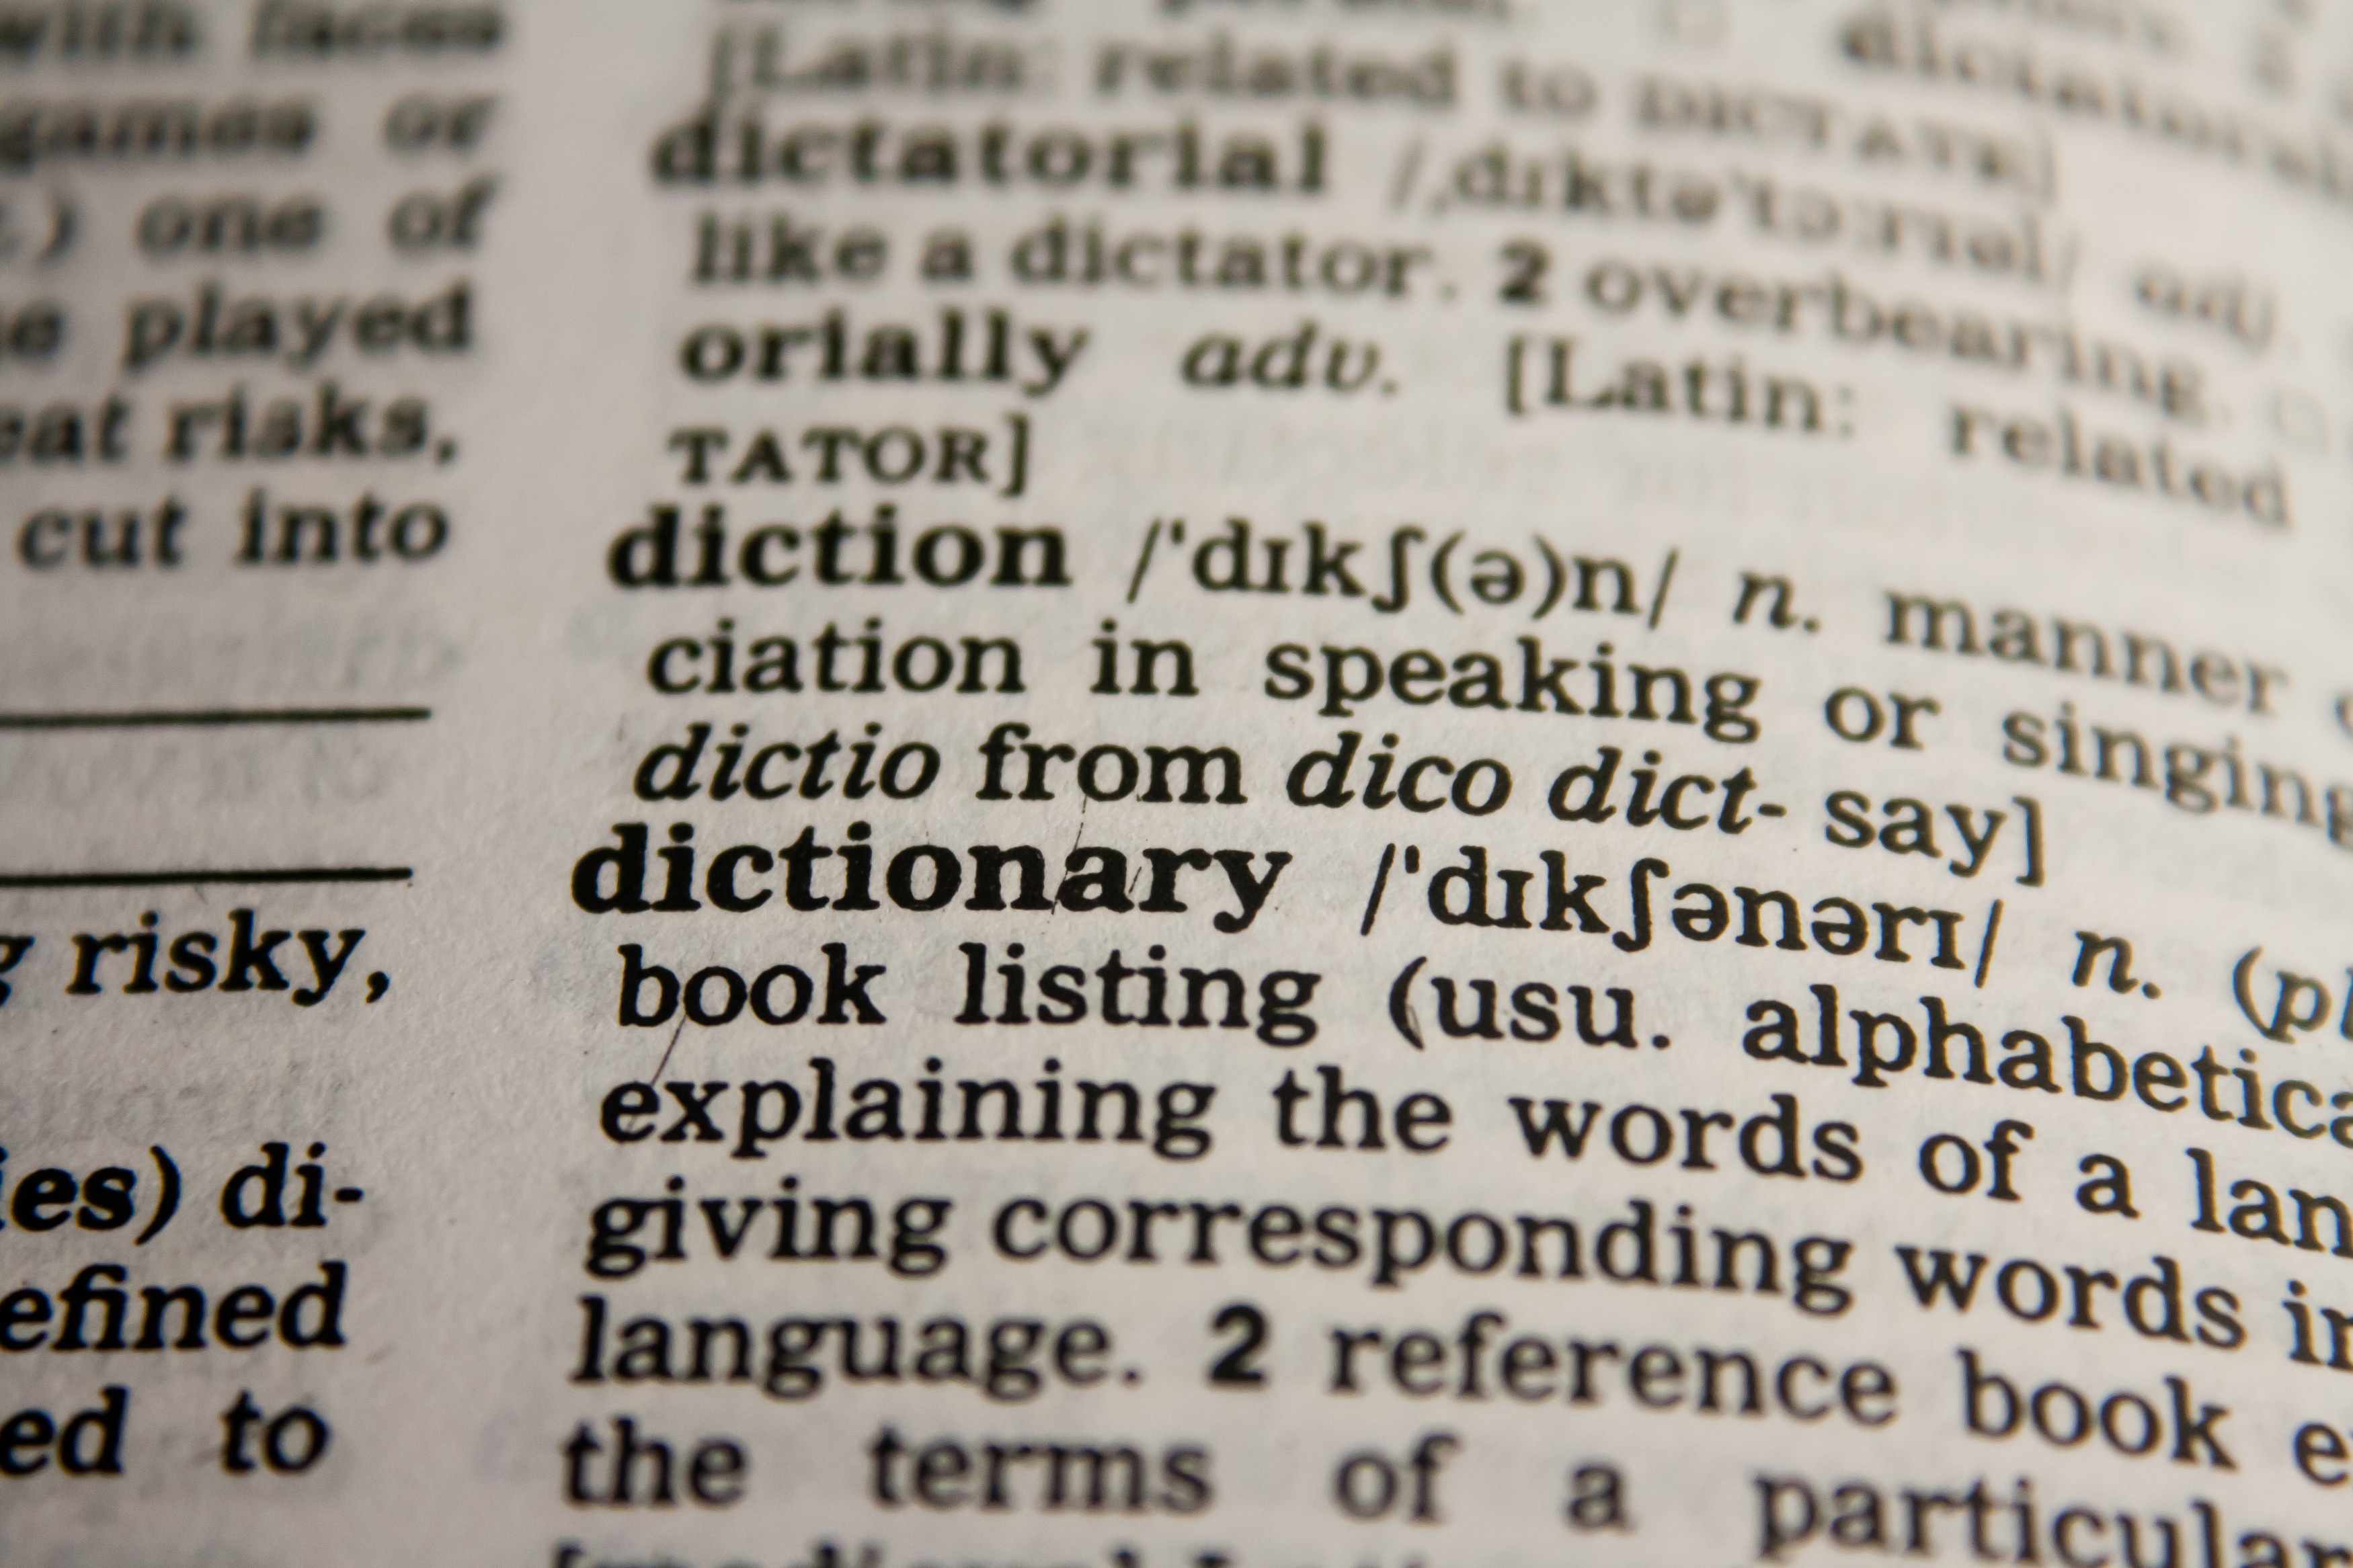 with faces
games or
one of
played
risks,
cut into
risky,
ies) di-
efined
ed to
[Latin: related to DICTATE]
dictatorial /ˌdɪktəˈtɔːrɪəl/ adj.
like a dictator. 2 overbearing.
orially adv. [Latin: related
TATOR]
diction /ˈdɪkʃ(ə)n/ n. manner
ciation in speaking or singing
dictio from dico dict- say]
dictionary /ˈdɪkʃənərɪ/ n. (pl
book listing (usu. alphabetica
explaining the words of a lan
giving corresponding words in
language. 2 reference book e
the terms of a particular